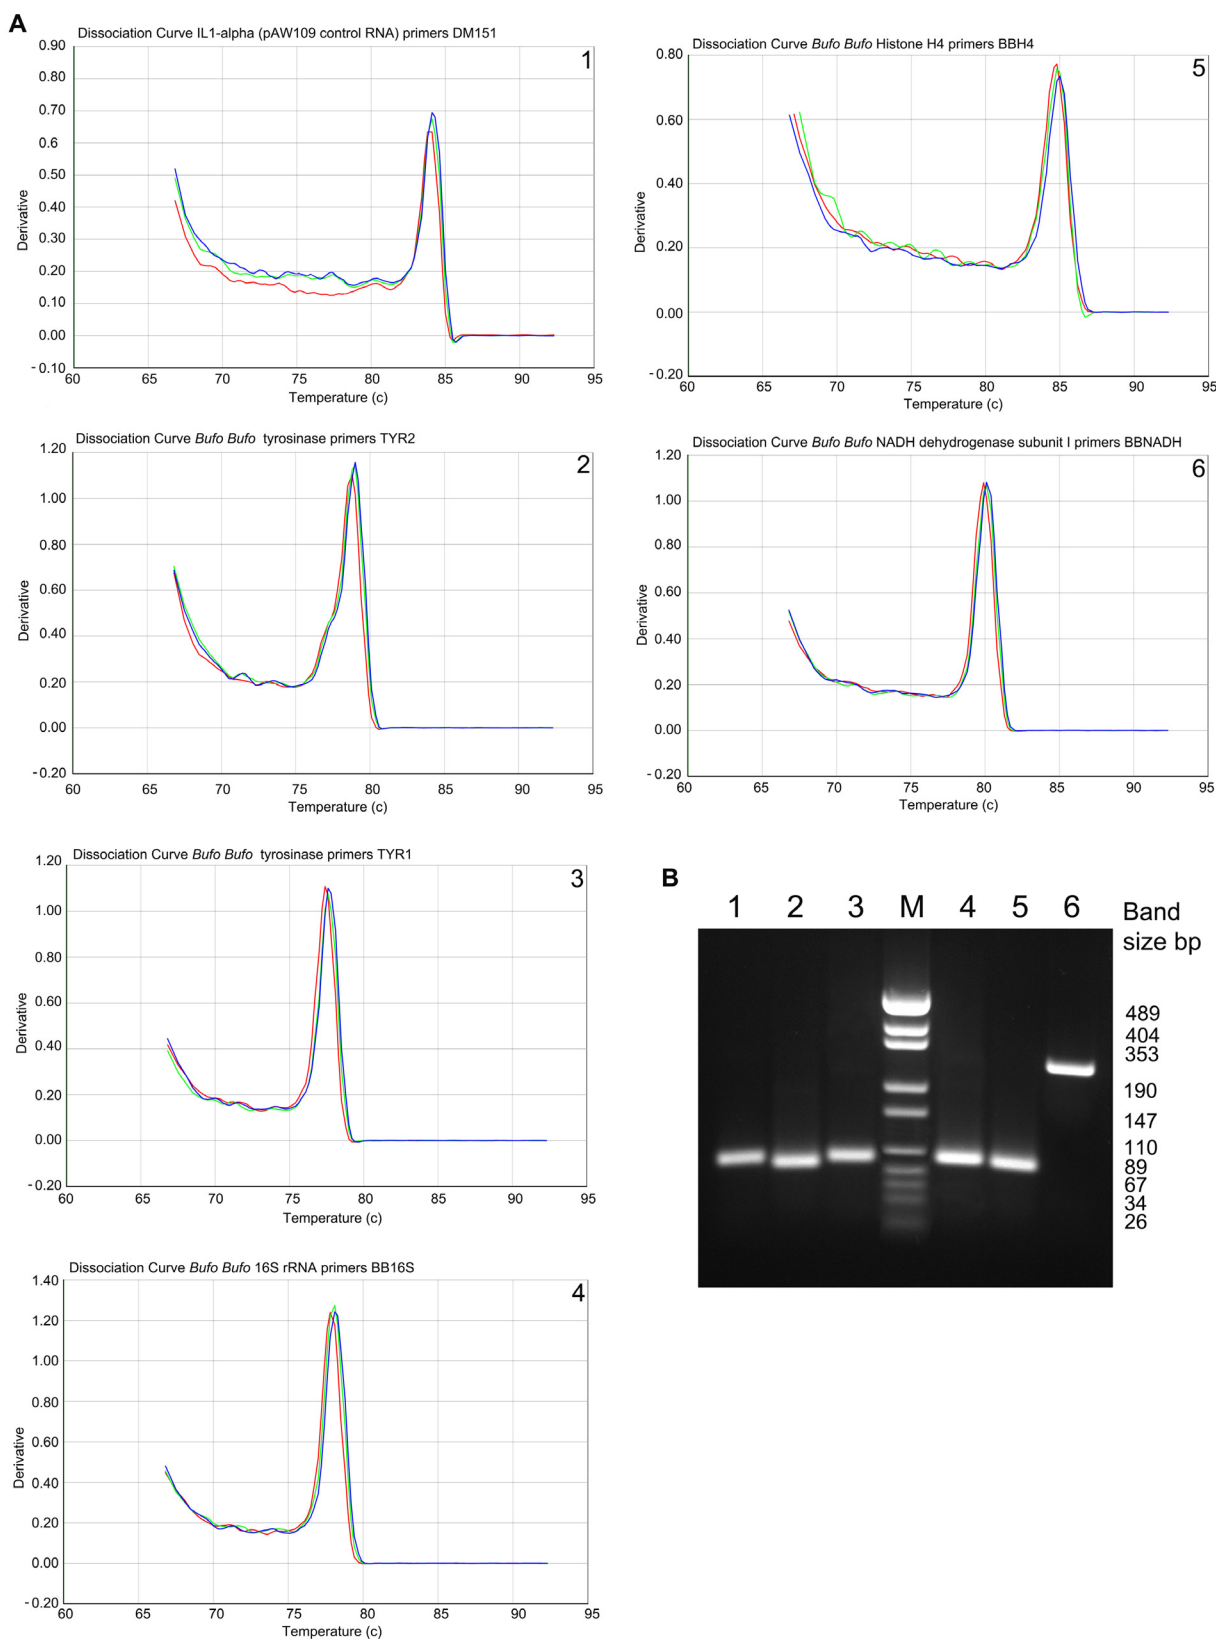 A
Dissociation Curve IL1-alpha (pAW109 control RNA) primers DM151
1
0.90
0.80
0.70
0.6
0.50
0.40
0.30
0.20
0.10
0.00
-0.10
Derivative
60 65 70 75 80 85 90 95
Temperature (c)
Dissociation Curve Bufo Bufo tyrosinase primers TYR2
2
1.20
1.00
0.80
0.60
0.40
0.20
0.00
-0.20
Derivative
60 65 70 75 80 85 90 95
Temperature (c)
Dissociation Curve Bufo Bufo tyrosinase primers TYR1
3
1.20
1.00
0.80
0.60
0.40
0.20
0.00
-0.20
Derivative
60 65 70 75 80 85 90 95
Temperature (c)
Dissociation Curve Bufo Bufo 16S rRNA primers BB16S
4
1.40
1.20
1.00
0.80
0.60
0.40
0.20
0.00
-0.20
Derivative
60 65 70 75 80 85 90 95
Temperature (c)
Dissociation Curve Bufo Bufo Histone H4 primers BBH4
5
0.80
0.60
0.40
0.20
0.00
-0.20
Derivative
60 65 70 75 80 85 90 95
Temperature (c)
Dissociation Curve Bufo Bufo NADH dehydrogenase subunit I primers BBNADH
6
1.20
1.00
0.80
0.60
0.40
0.20
0.00
-0.20
Derivative
60 65 70 75 80 85 90 95
Temperature (c)
B
1 2 3 M 4 5 6
Band
size bp
489
404
353
190
147
110
89
67
34
26